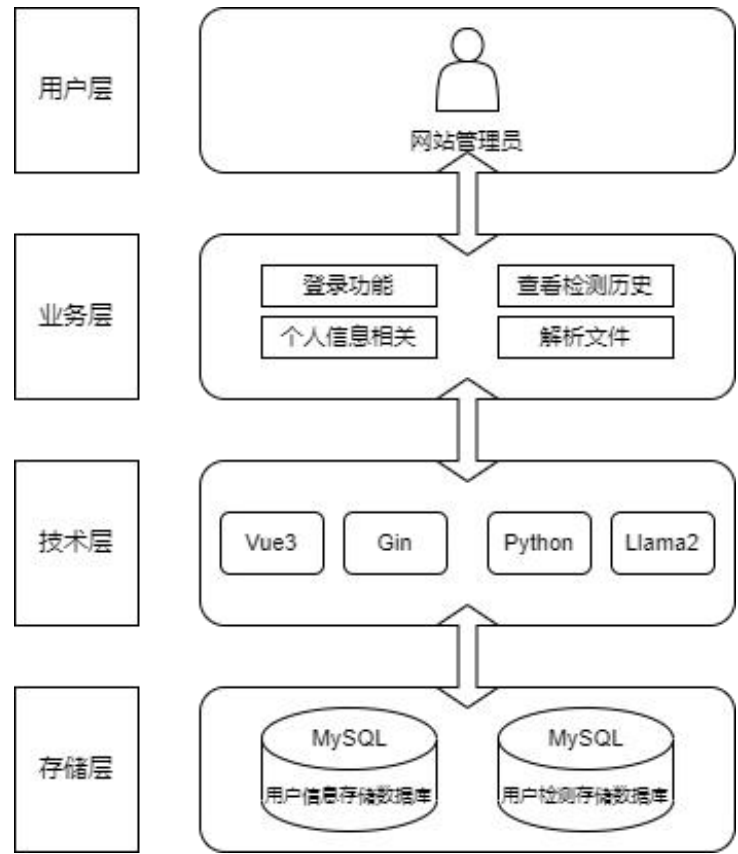 用户层
网站管理员
业务层
登录功能
查看检测历史
个人信息相关
解析文件
技术层
Vue3
Gin
Python
Llama2
存储层
MySQL
用户信息存储数据库
MySQL
用户检测存储数据库